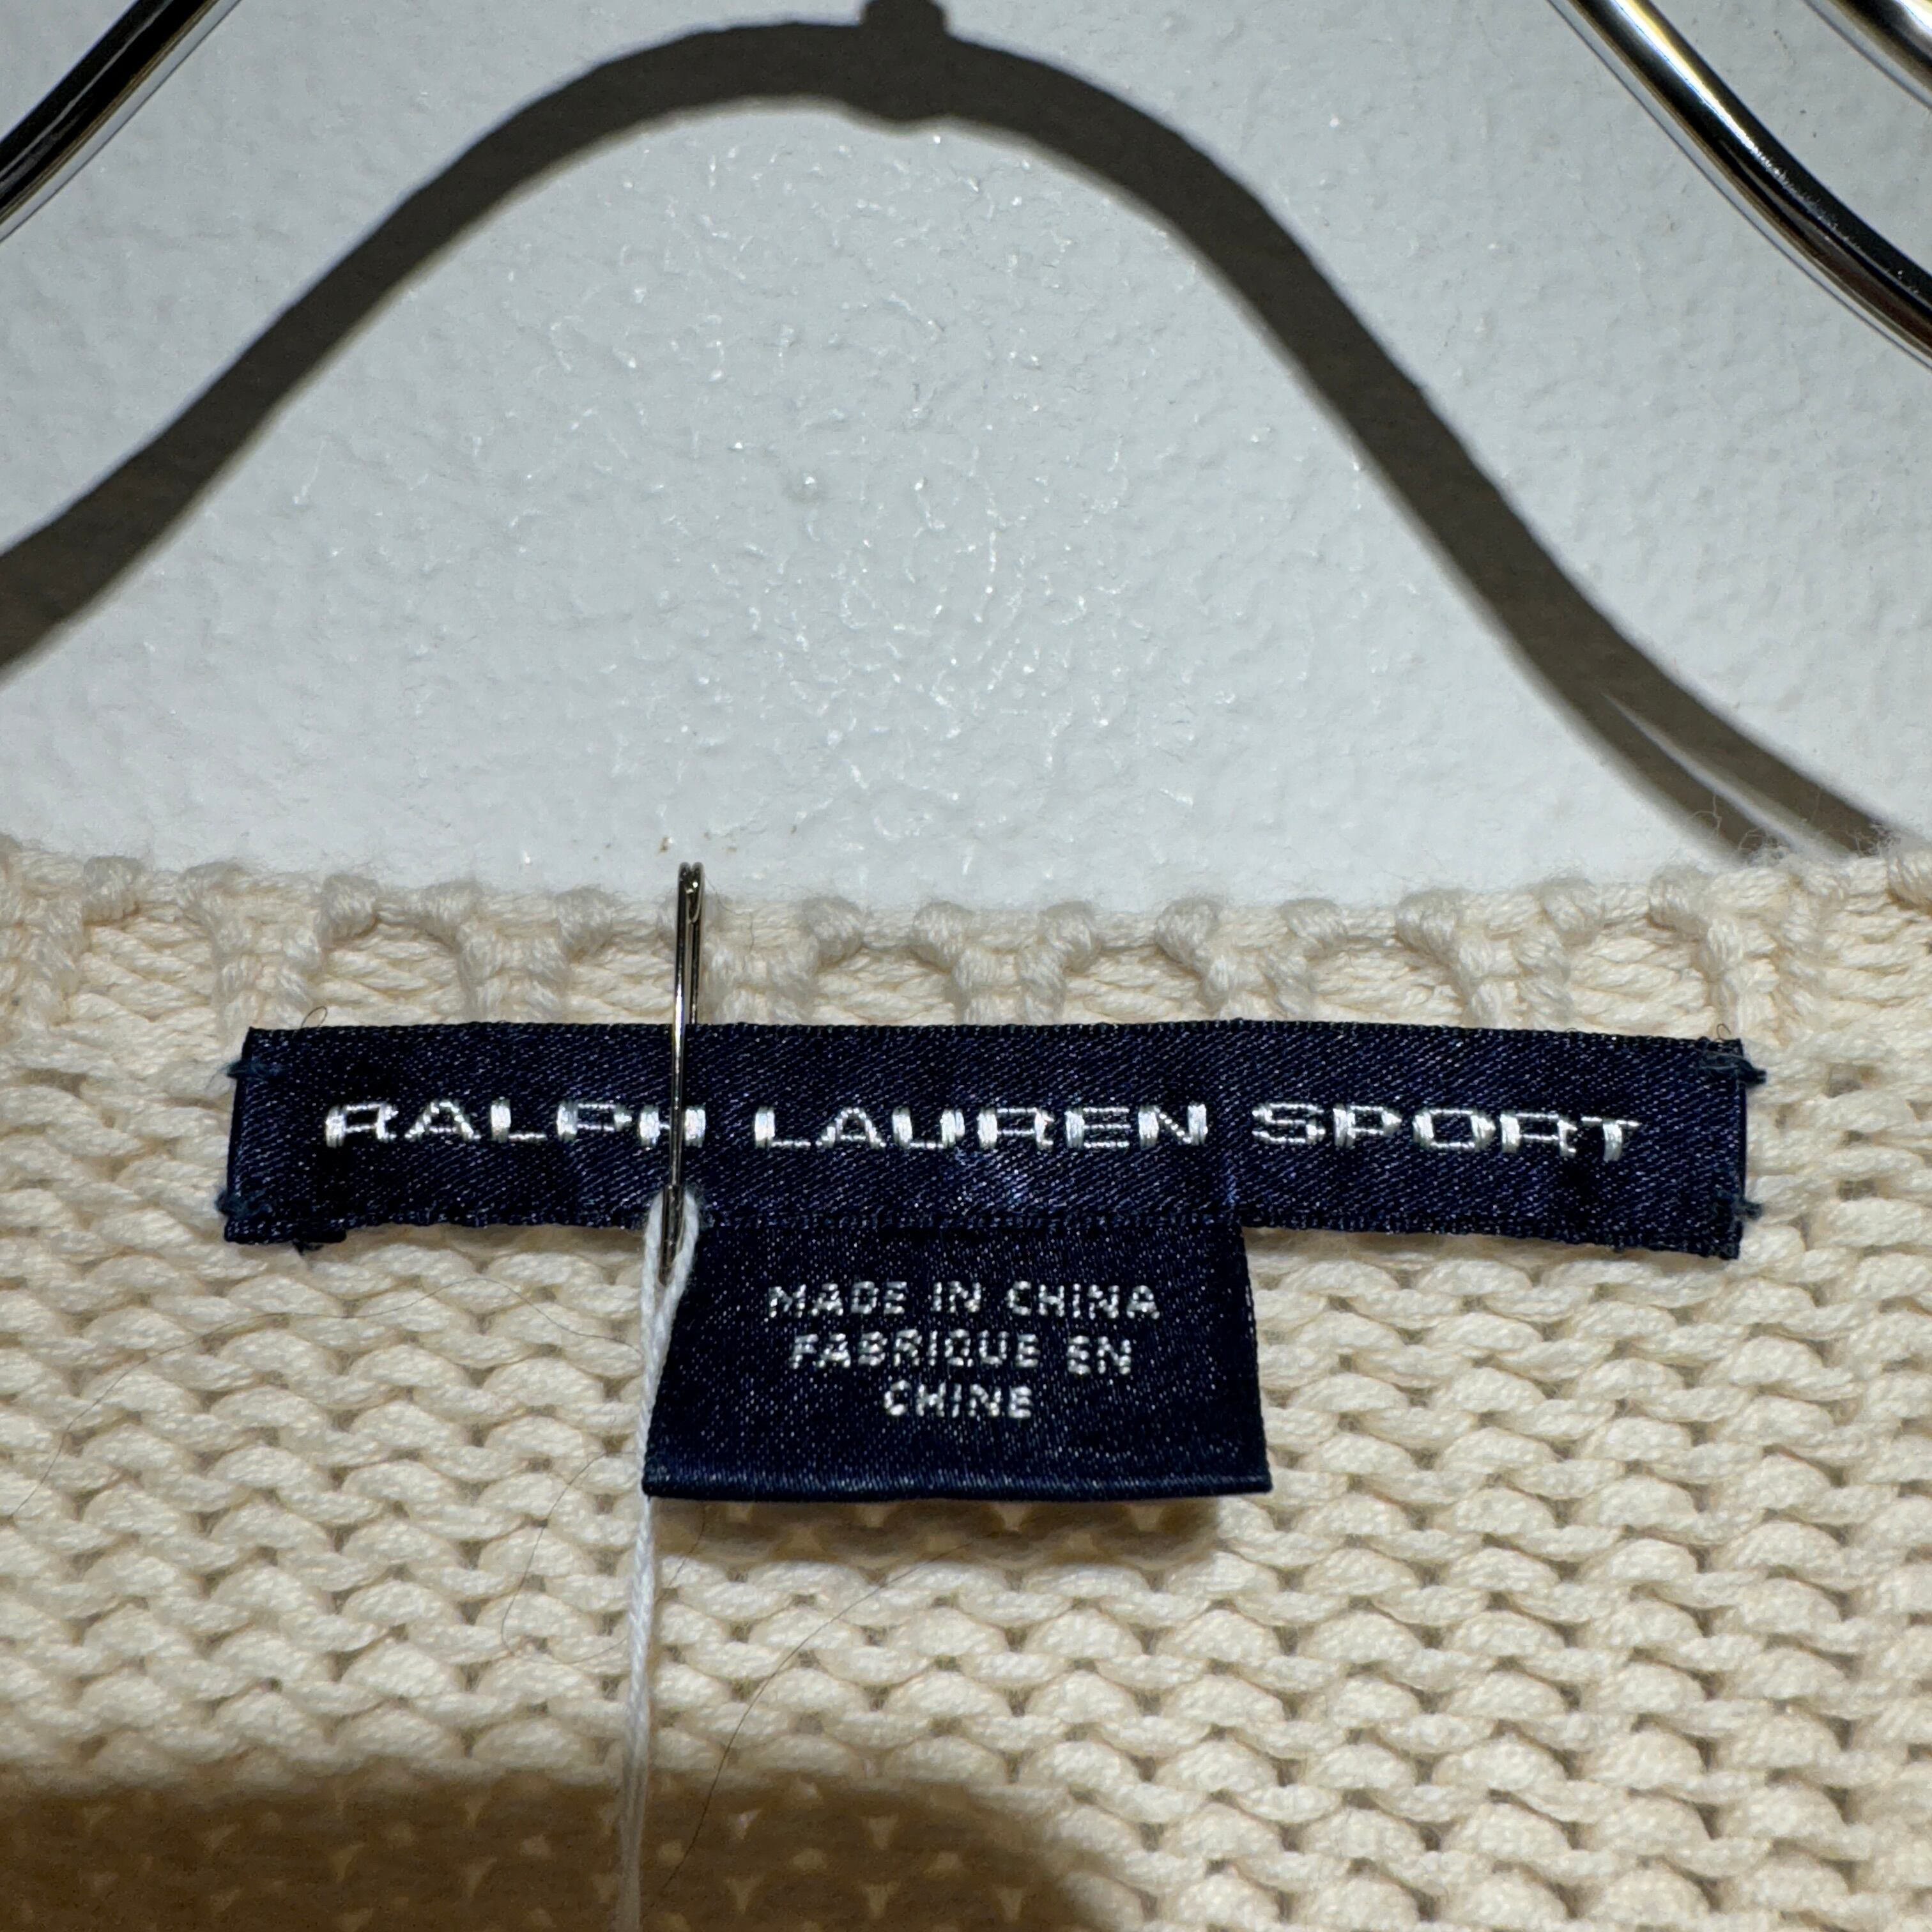 RALPH LAUREN SPORT
MADE IN CHINA
FABRIQUE EN
CHINE